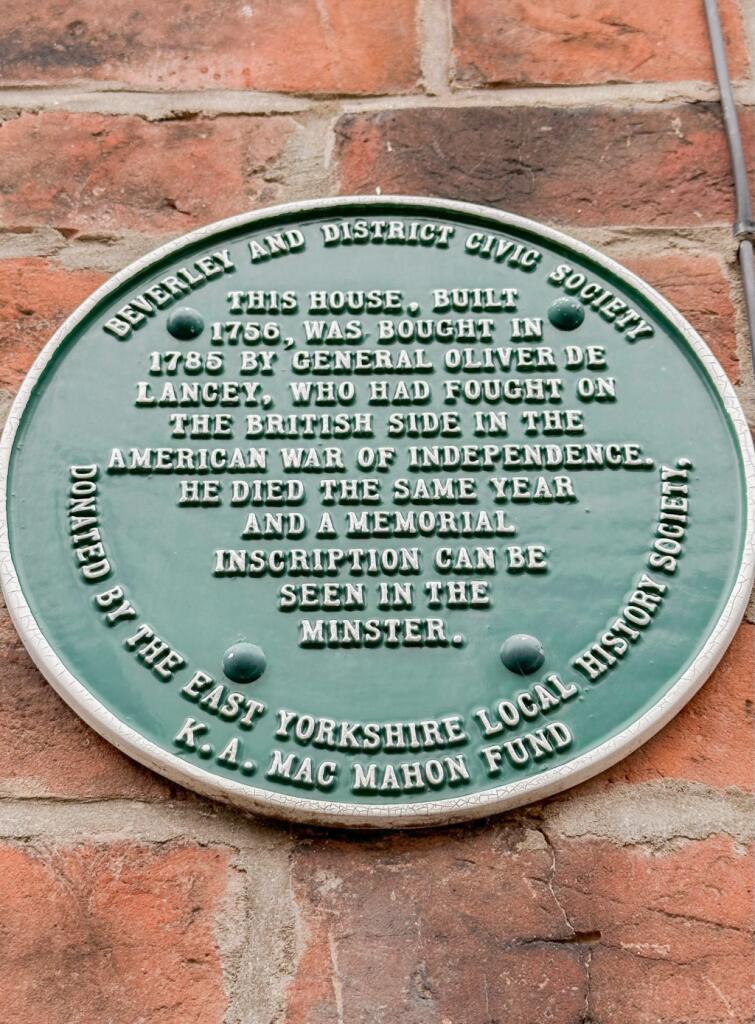 BEVERLEY AND DISTRICT CIVIC SOCIETY
THIS HOUSE, BUILT
1756, WAS BOUGHT IN
1785 BY GENERAL OLIVER DE
LANCEY, WHO HAD FOUGHT ON
THE BRITISH SIDE IN THE
AMERICAN WAR OF INDEPENDENCE.
HE DIED THE SAME YEAR
AND A MEMORIAL
INSCRIPTION CAN BE
SEEN IN THE
MINSTER.
DONATED BY THE EAST YORKSHIRE LOCAL HISTORY SOCIETY,
K. A. MAC MAHON FUND